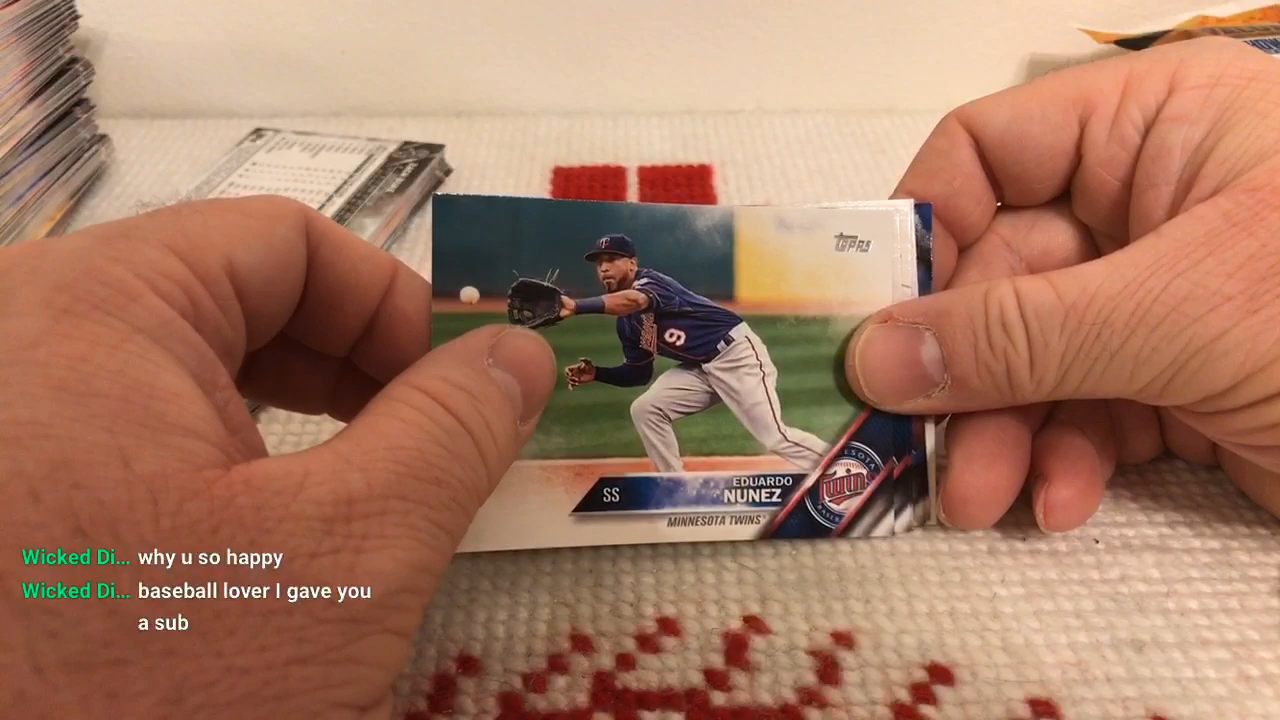 TOPPS
9
SS
EDUARDO
NUNEZ
MINNESOTA TWINS
Twins
Wicked Di... why u so happy
Wicked Di... baseball lover I gave you
a sub